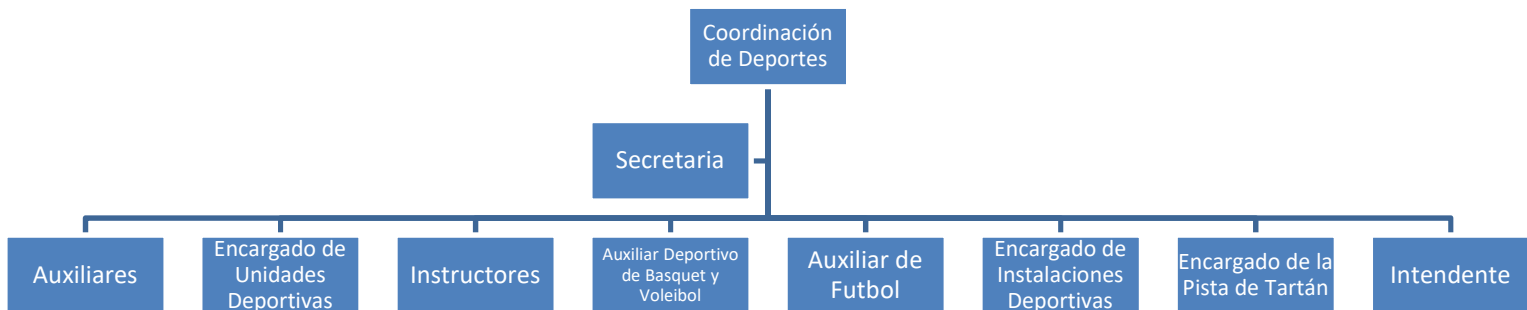 Coordinación
de Deportes
Secretaria
Auxiliares
Encargado de
Unidades
Deportivas
Instructores
Auxiliar Deportivo
de Basquet y
Voleibol
Auxiliar de
Futbol
Encargado de
Instalaciones
Deportivas
Encargado de la
Pista de Tartán
Intendente